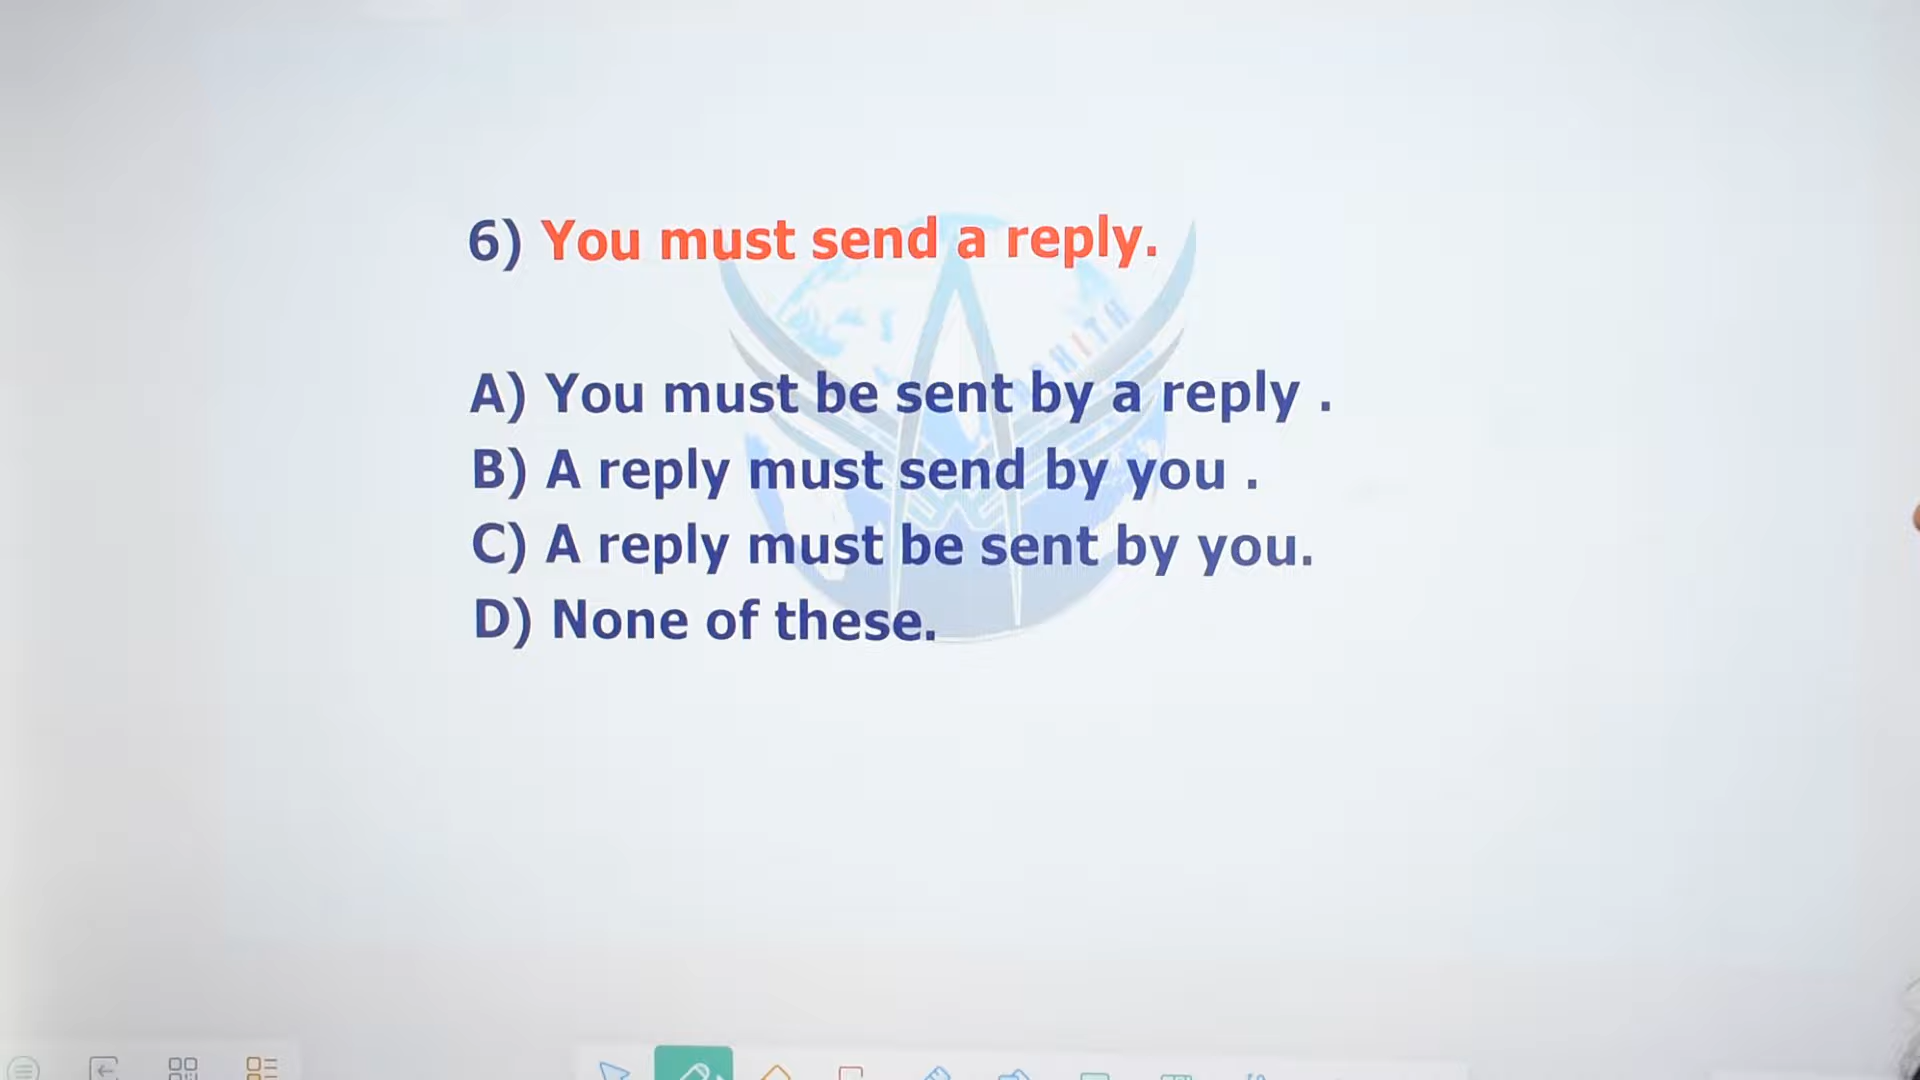 6) You must send a reply.
A) You must be sent by a reply .
B) A reply must send by you .
C) A reply must be sent by you.
D) None of these.